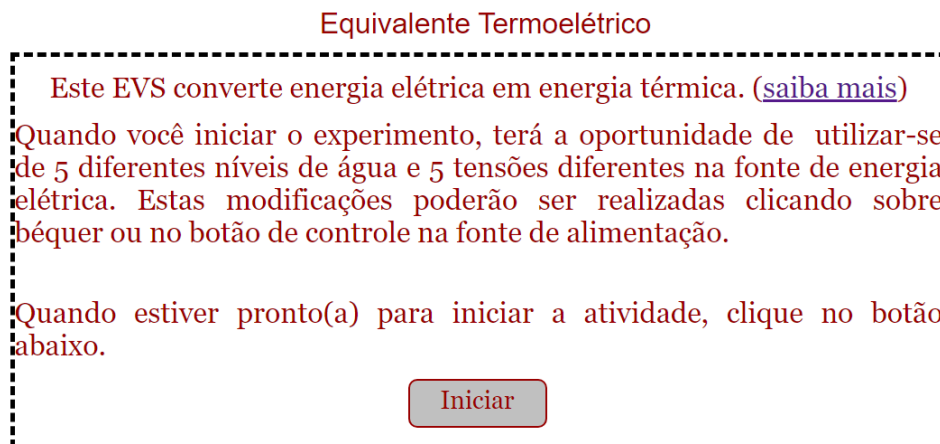 Equivalente Termoelétrico
Este EVS converte energia elétrica em energia térmica. (saiba mais)
Quando você iniciar o experimento, terá a oportunidade de utilizar-se
de 5 diferentes níveis de água e 5 tensões diferentes na fonte de energia
elétrica. Estas modificações poderão ser realizadas clicando sobre
béquer ou no botão de controle na fonte de alimentação.
Quando estiver pronto(a) para iniciar a atividade, clique no botão
abaixo.
Iniciar